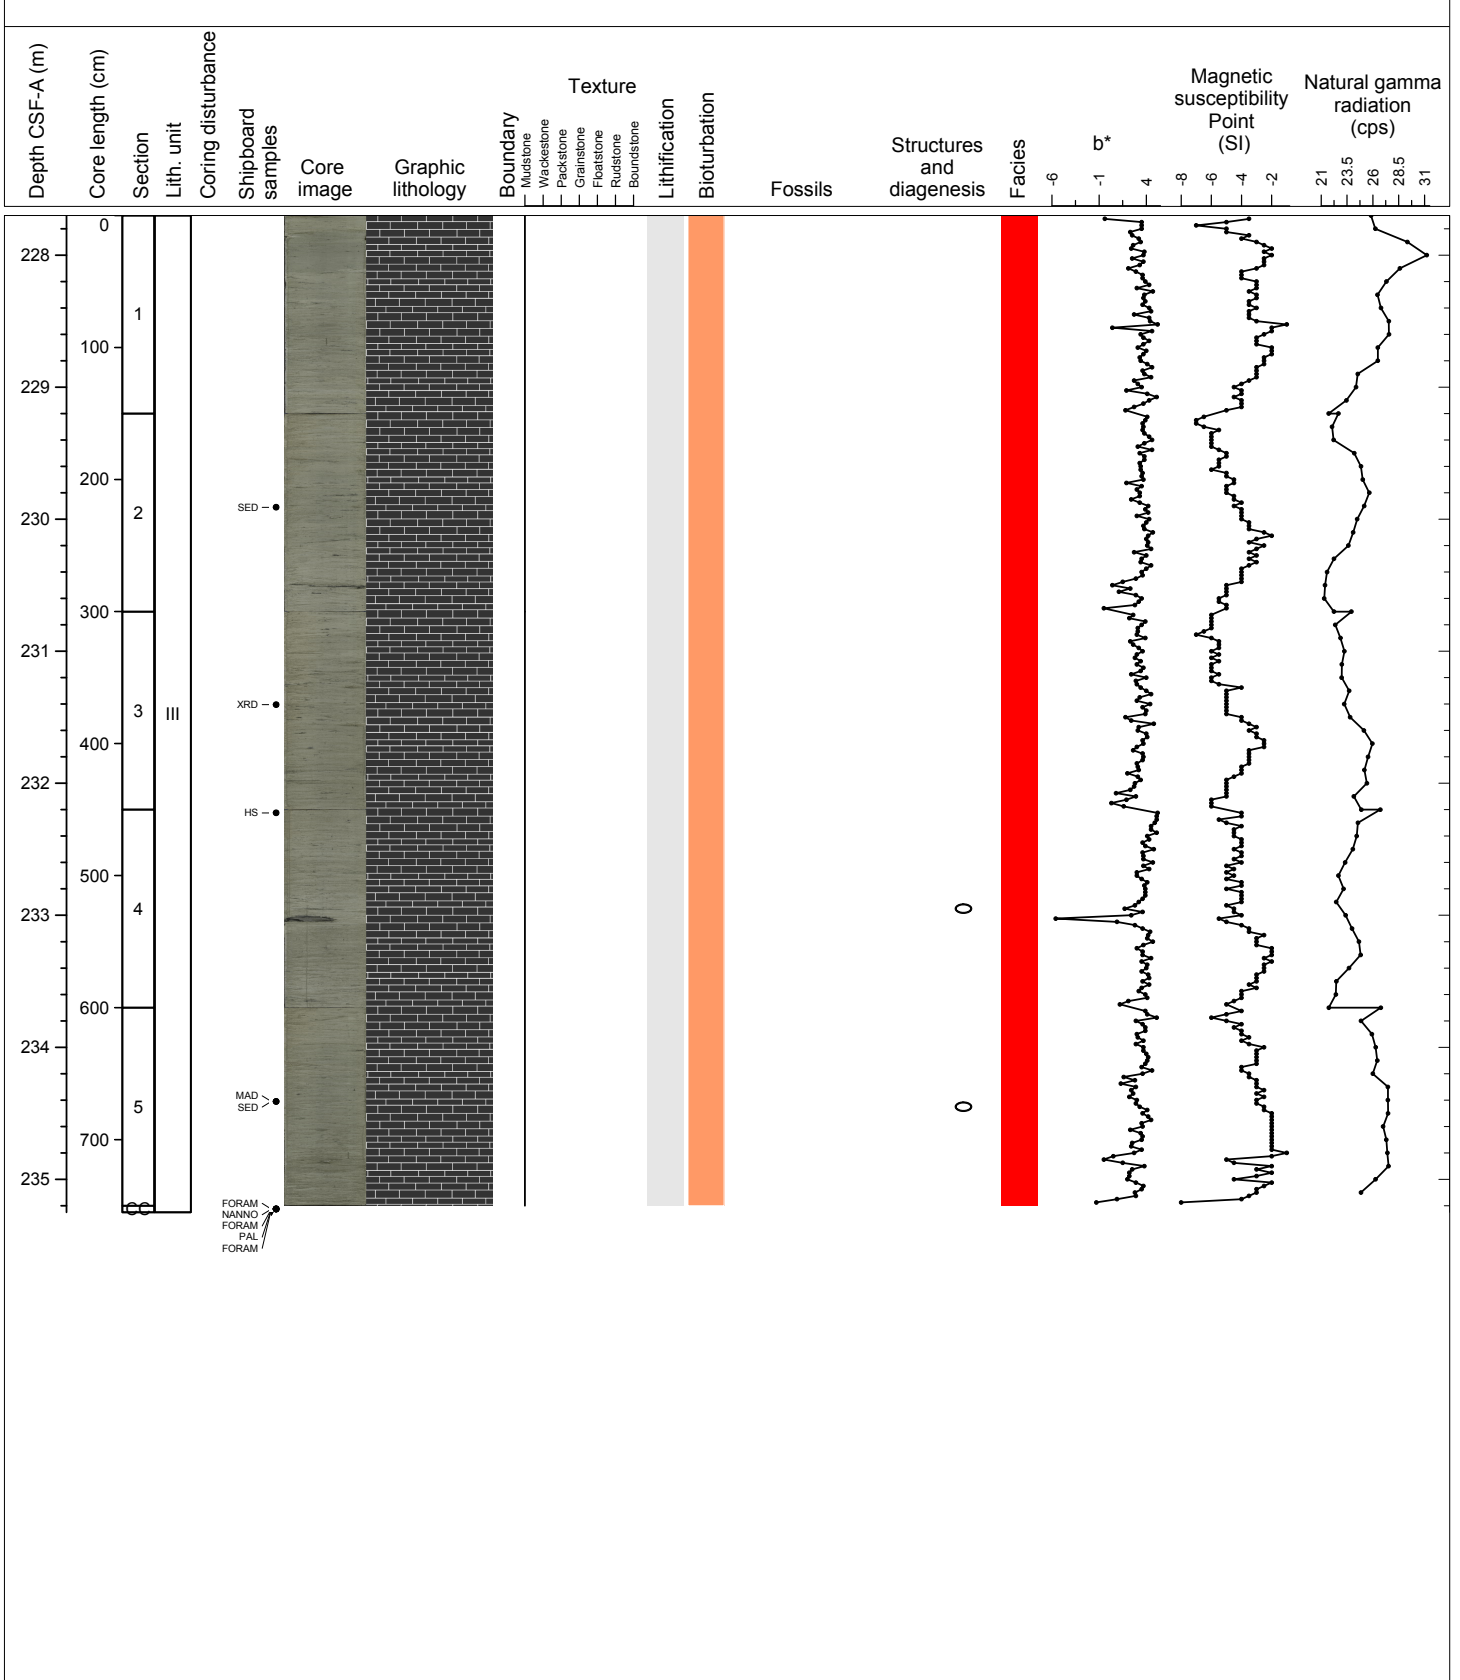 Depth CSF-A (m)
Core length (cm)
Section
Lith. unit
Coring disturbance
Shipboard
samples
Core
image
Graphic
lithology
Boundary
Texture
Mudstone
Wackestone
Packstone
Grainstone
Floatstone
Rudstone
Boundstone
Lithification
Bioturbation
Fossils
Structures
and
diagenesis
Facies
b*
-6 -1 4
Magnetic
susceptibility
Point
(SI)
-8 -6 -4 -2
Natural gamma
radiation
(cps)
21 23.5 26 28.5 31
0
228
1
100
229
200
SED
2
230
300
231
XRD
3
III
400
232
HS
500
4
233
600
234
MAD
5
SED
700
235
FORAM
CC
NANNO
FORAM
PAL
FORAM